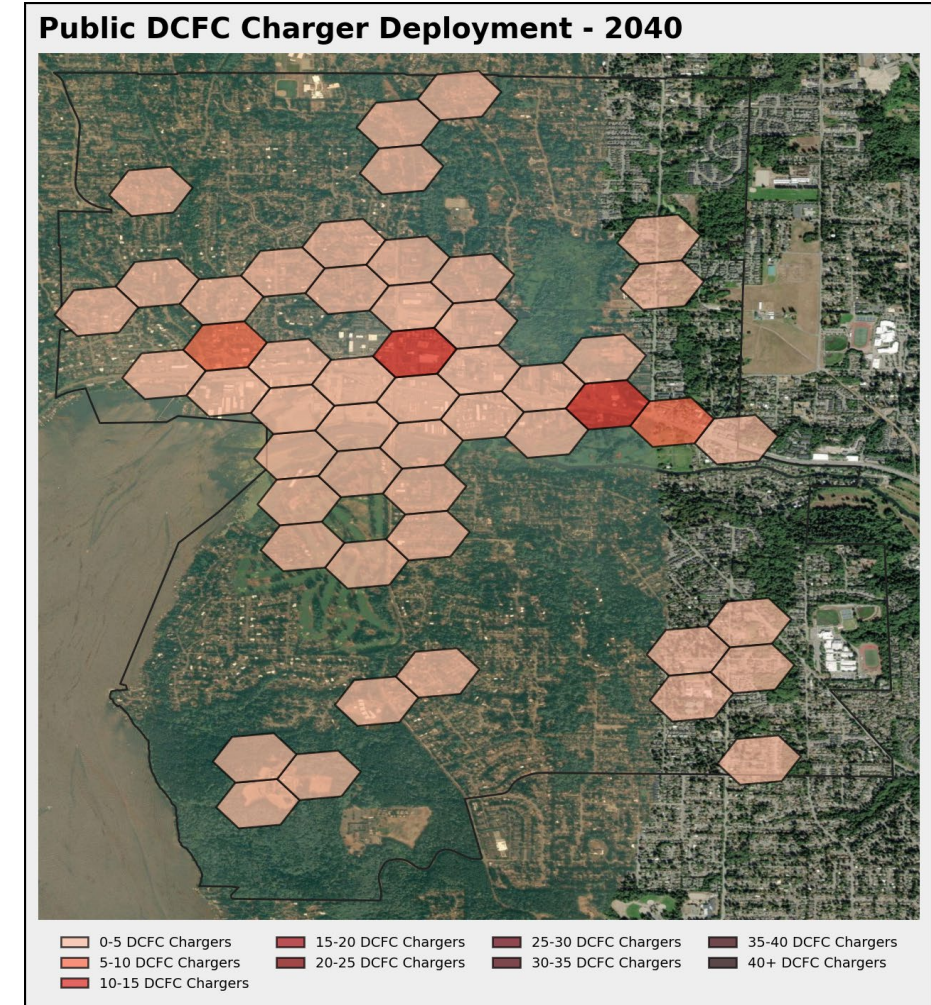 Public DCFC Charger Deployment - 2040
0-5 DCFC Chargers
5-10 DCFC Chargers
10-15 DCFC Chargers
15-20 DCFC Chargers
20-25 DCFC Chargers
25-30 DCFC Chargers
30-35 DCFC Chargers
35-40 DCFC Chargers
40+ DCFC Chargers